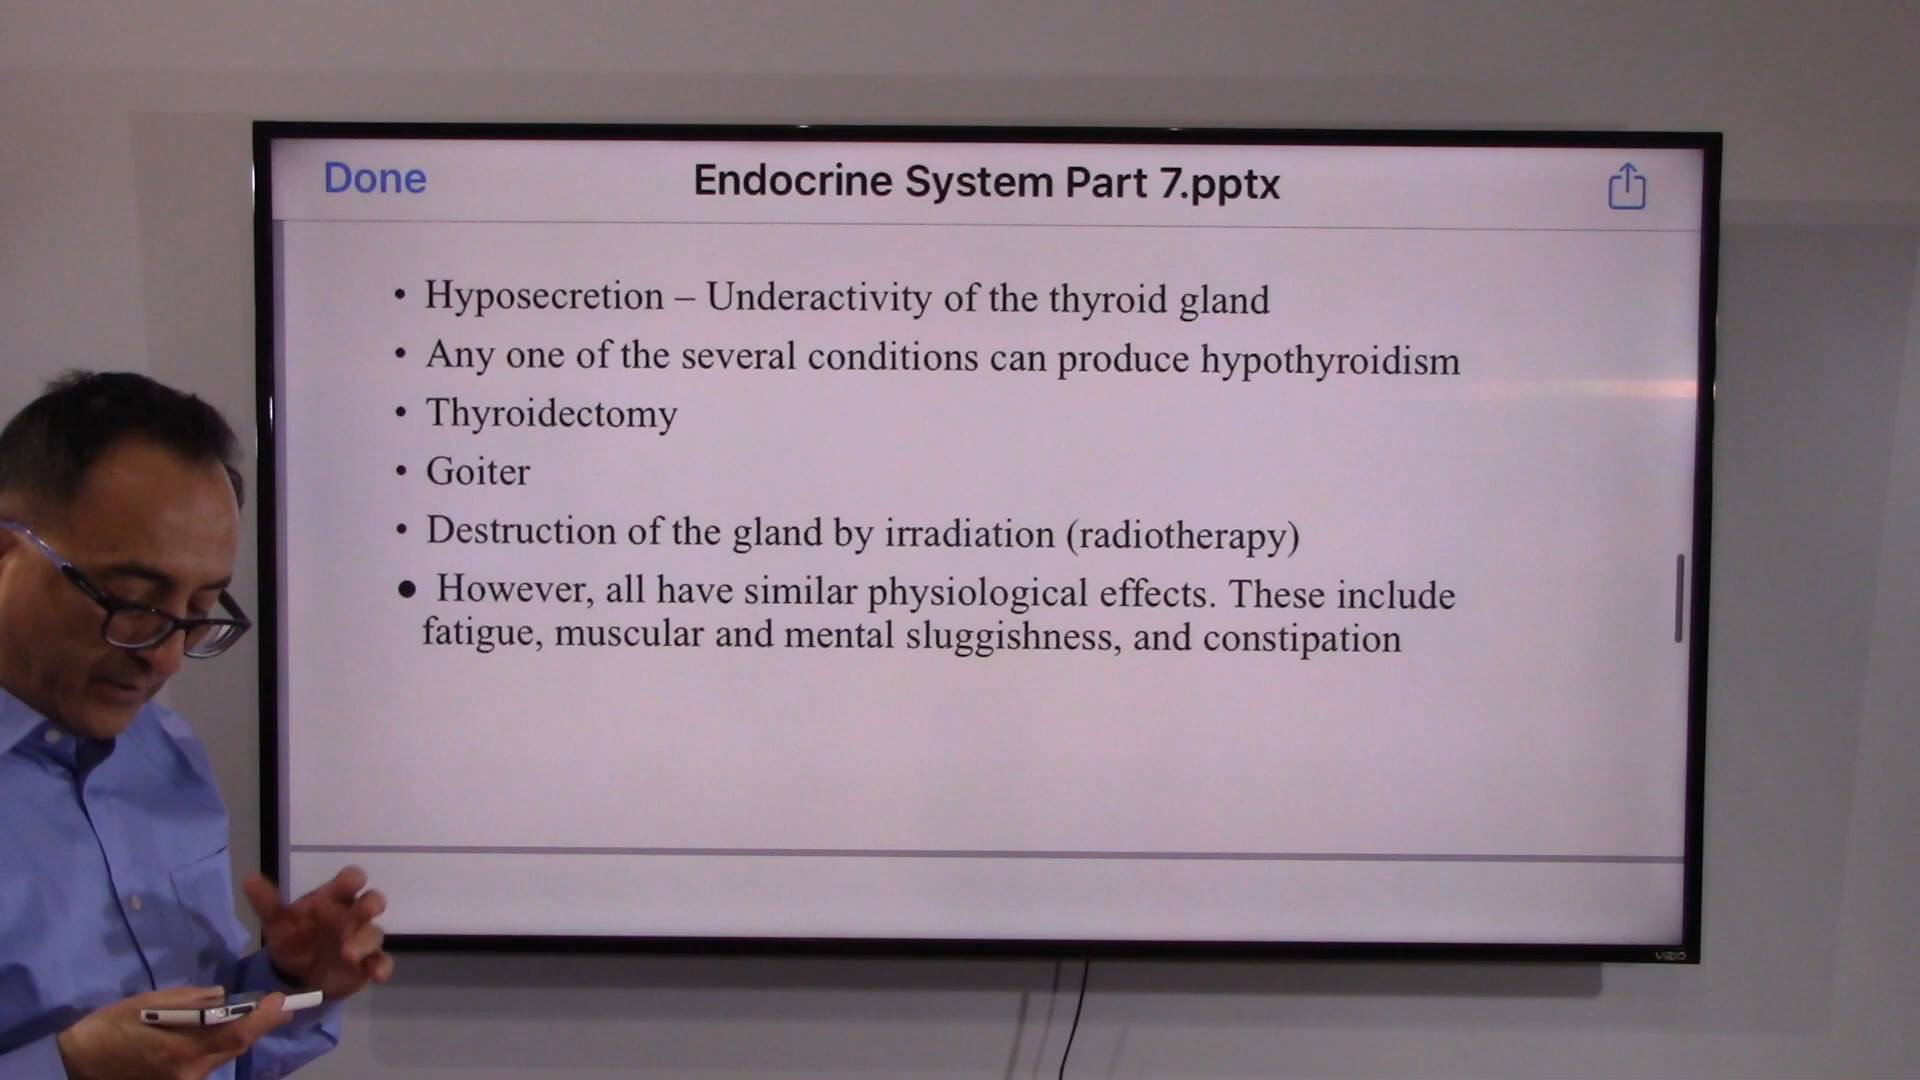 Done
Endocrine System Part 7.pptx
• Hyposecretion – Underactivity of the thyroid gland
• Any one of the several conditions can produce hypothyroidism
• Thyroidectomy
• Goiter
• Destruction of the gland by irradiation (radiotherapy)
• However, all have similar physiological effects. These include
fatigue, muscular and mental sluggishness, and constipation
VIZIO